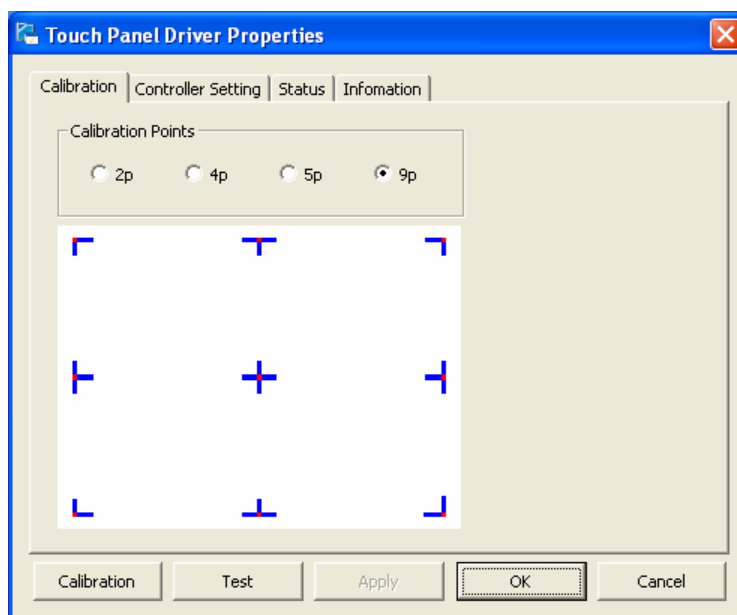 Touch Panel Driver Properties
Calibration Controller Setting Status Infomation
Calibration Points
2p 4p 5p 9p
Calibration Test Apply OK Cancel